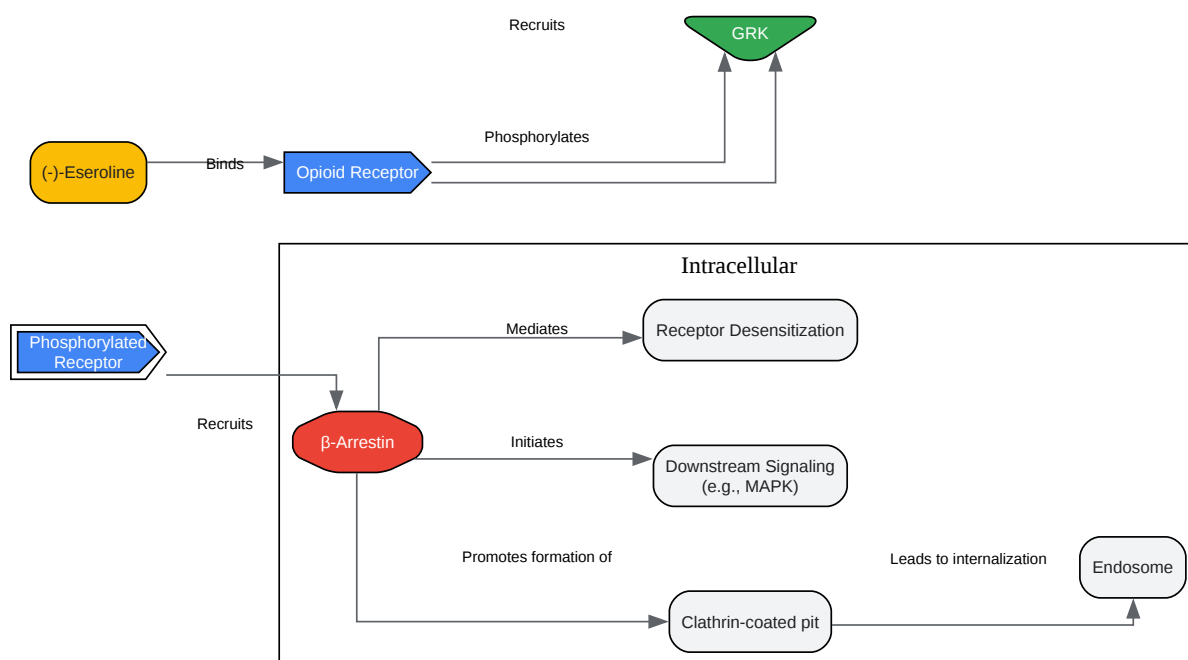 Recruits
GRK
Phosphorylates
(-)-Eseroline
Binds
Opioid Receptor
Intracellular
Mediates
Receptor Desensitization
Phosphorylated
Receptor
Recruits
β-Arrestin
Initiates
Downstream Signaling
(e.g., MAPK)
Promotes formation of
Leads to internalization
Endosome
Clathrin-coated pit